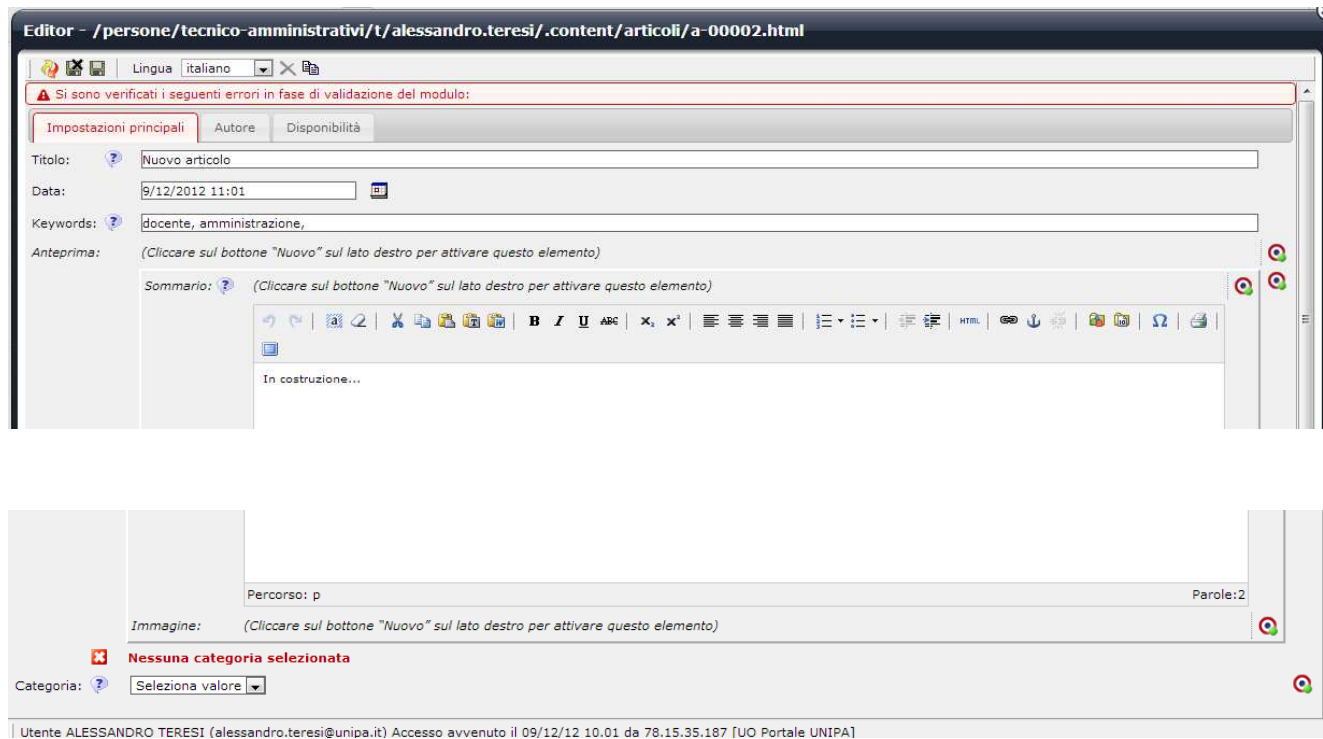 Editor - /persone/tecnico-amministrativi/t/alessandro.teresi/.content/articoli/a-00002.html
Lingua italiano
Si sono verificati i seguenti errori in fase di validazione del modulo:
Impostazioni principali Autore Disponibilità
Titolo: ? Nuovo articolo
Data: 9/12/2012 11:01
Keywords: ? docente, amministrazione,
Anteprima: (Cliccare sul bottone "Nuovo" sul lato destro per attivare questo elemento)
Sommario: ? (Cliccare sul bottone "Nuovo" sul lato destro per attivare questo elemento)
B I U ABC x₂ x² HTML Ω
In costruzione...
Percorso: p Parole:2
Immagine: (Cliccare sul bottone "Nuovo" sul lato destro per attivare questo elemento)
Nessuna categoria selezionata
Categoria: ? Seleziona valore
Utente ALESSANDRO TERESI (alessandro.teresi@unipa.it) Accesso avvenuto il 09/12/12 10.01 da 78.15.35.187 [UO Portale UNIPA]